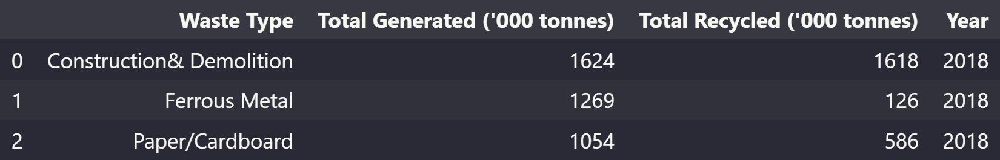 Waste Type Total Generated ('000 tonnes) Total Recycled ('000 tonnes) Year
0 Construction& Demolition 1624 1618 2018
1 Ferrous Metal 1269 126 2018
2 Paper/Cardboard 1054 586 2018